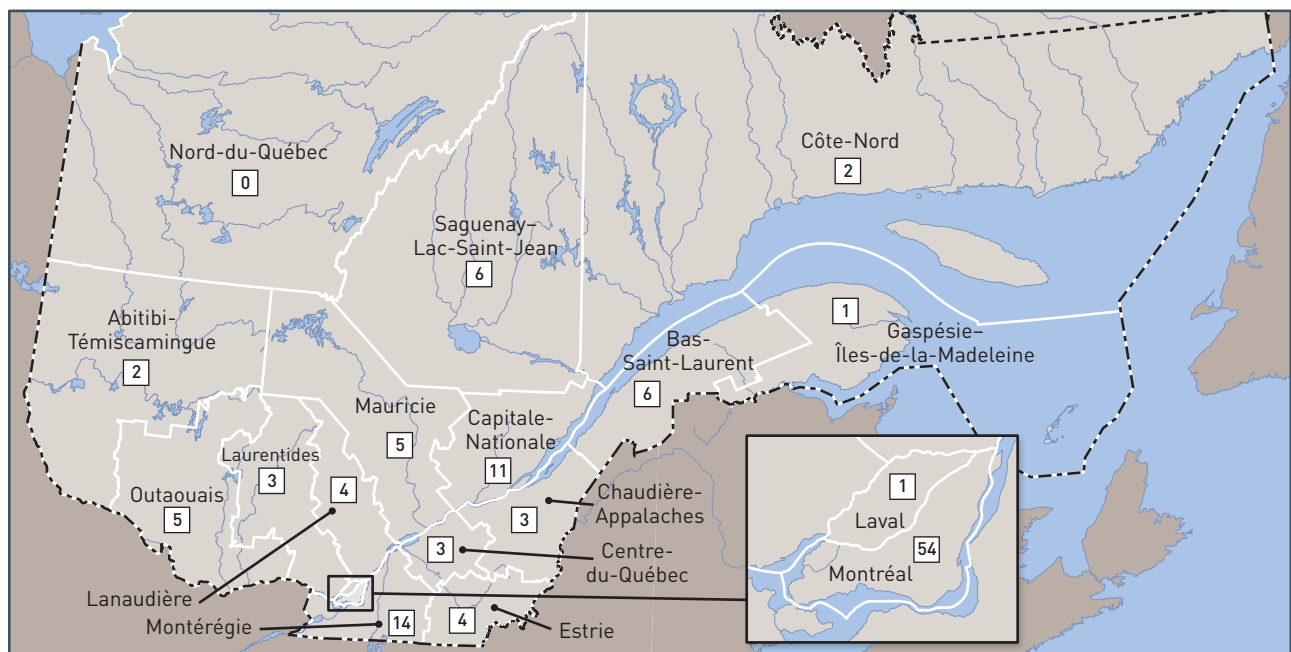 Nord-du-Québec
0
Côte-Nord
2
Saguenay–
Lac-Saint-Jean
6
Abitibi-
Témiscamingue
2
1
Gaspésie–
Îles-de-la-Madeleine
Bas-
Saint-Laurent
6
Mauricie
5
Capitale-
Nationale
11
Laurentides
3
4
Outaouais
5
Chaudière-
Appalaches
3
Centre-
du-Québec
3
Lanaudière
Montérégie
14
4
Estrie
1
Laval
54
Montréal